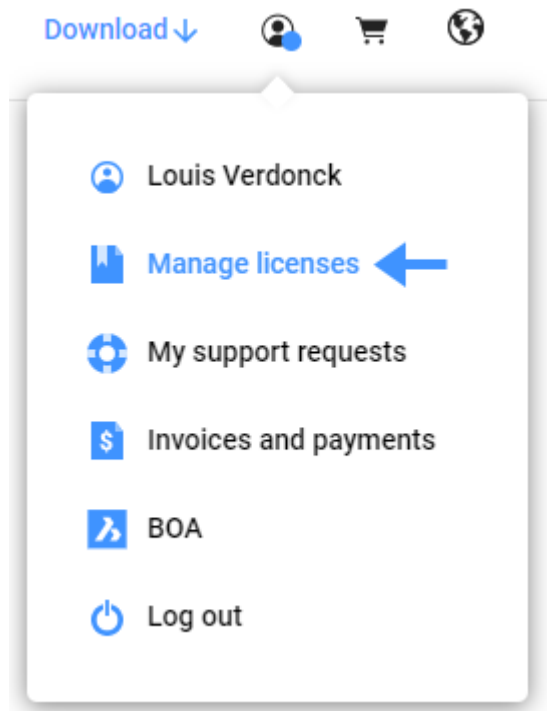 Download
Louis Verdonck
Manage licenses
My support requests
$
Invoices and payments
BOA
Log out